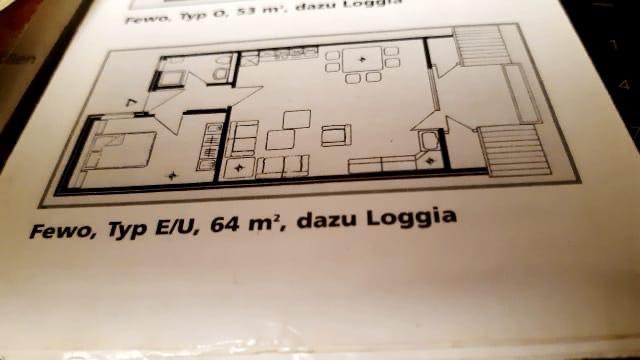 Fewo, Typ O, 53 m², dazu Loggia
Fewo, Typ E/U, 64 m², dazu Loggia